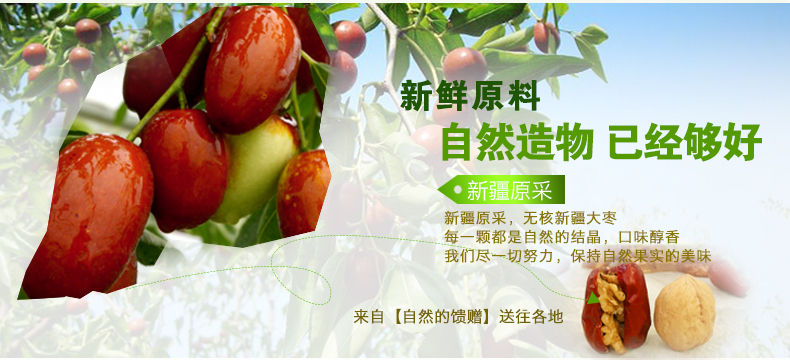 新鲜原料
自然造物 已经够好
新疆原采
新疆原采，无核新疆大枣
每一颗都是自然的结晶，口味醇香
我们尽一切努力，保持自然果实的美味
来自【自然的馈赠】送往各地